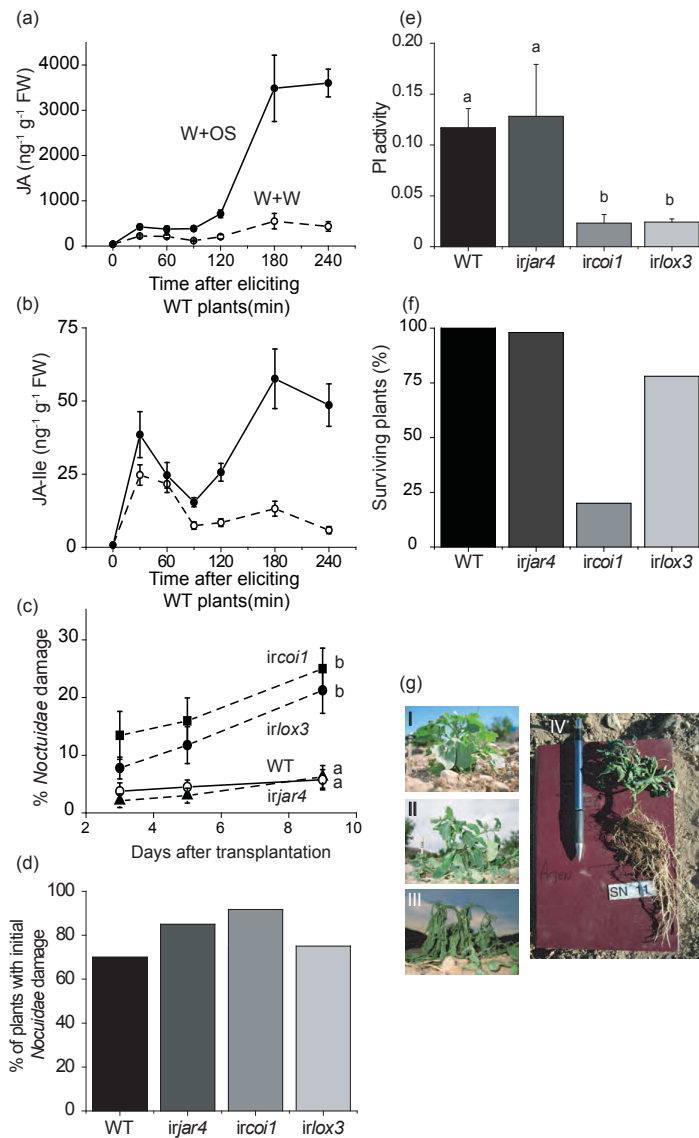 (a)
JA (ng⁻¹ g⁻¹ FW)
4000
3000
2000
1000
0
W+OS
W+W
0 60 120 180 240
Time after eliciting
WT plants(min)
(b)
JA-Ile (ng⁻¹ g⁻¹ FW)
75
50
25
0
0 60 120 180 240
Time after eliciting
WT plants(min)
(c)
% Noctuidae damage
30
20
10
0
ircoi1
b
b
irlox3
WT
a
a
irjar4
2 4 6 8 10
Days after transplantation
(d)
% of plants with initial
Nocuidae damage
100
80
60
40
20
0
WT irjar4 ircoi1 irlox3
(e)
PI activity
0.20
0.15
0.10
0.05
0
a
a
b
b
WT irjar4 ircoi1 irlox3
(f)
Surviving plants (%)
100
75
50
25
0
WT irjar4 ircoi1 irlox3
(g)
I
II
III
IV
SN 11